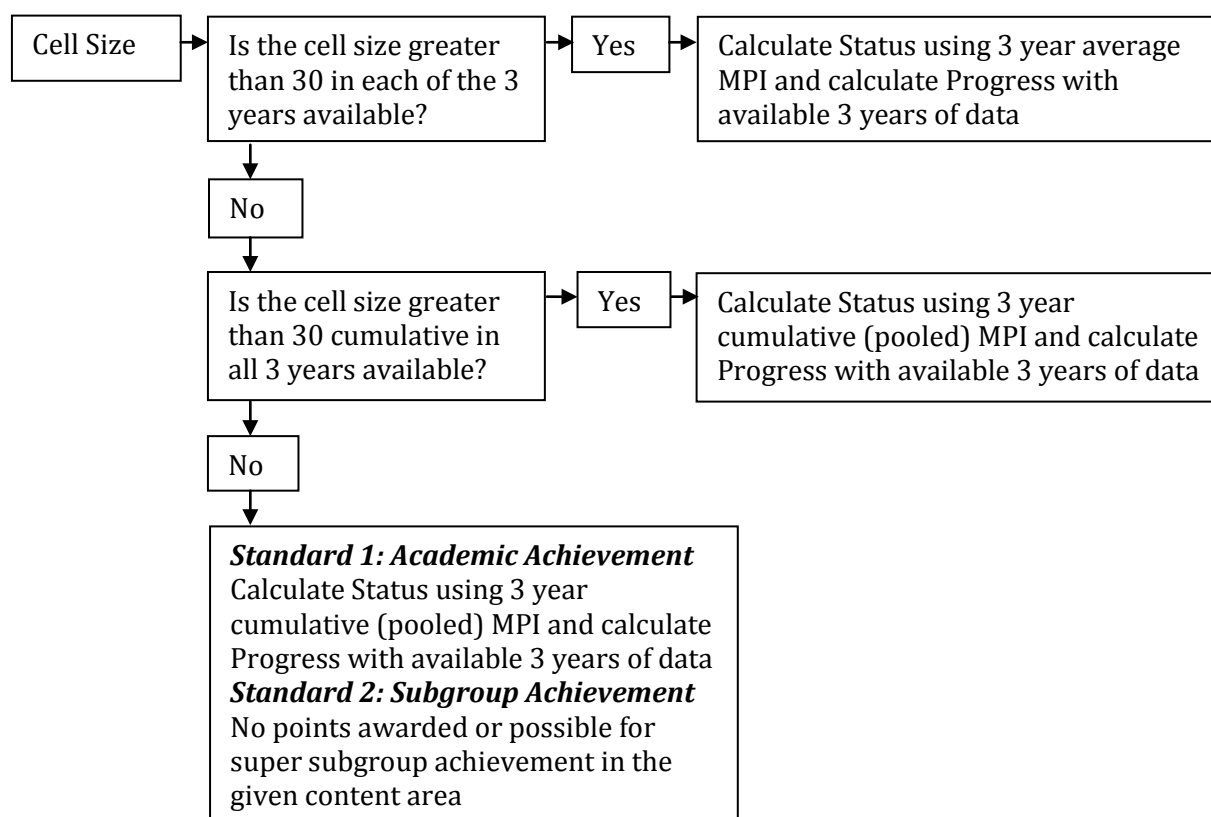 Cell Size
Is the cell size greater
than 30 in each of the 3
years available?
Yes
Calculate Status using 3 year average
MPI and calculate Progress with
available 3 years of data
No
Is the cell size greater
than 30 cumulative in
all 3 years available?
Yes
Calculate Status using 3 year
cumulative (pooled) MPI and calculate
Progress with available 3 years of data
No
Standard 1: Academic Achievement
Calculate Status using 3 year
cumulative (pooled) MPI and calculate
Progress with available 3 years of data
Standard 2: Subgroup Achievement
No points awarded or possible for
super subgroup achievement in the
given content area